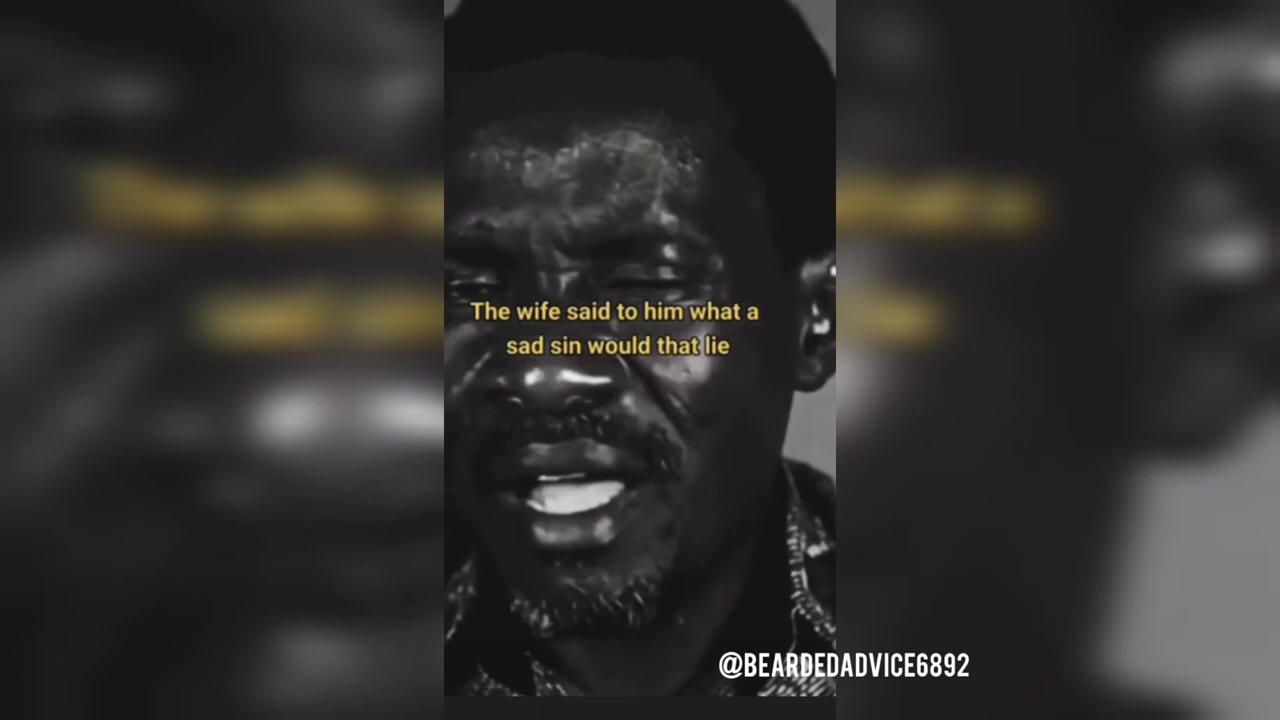 The wife said to him what a
sad sin would that lie
@BEARDEDADVICE6892